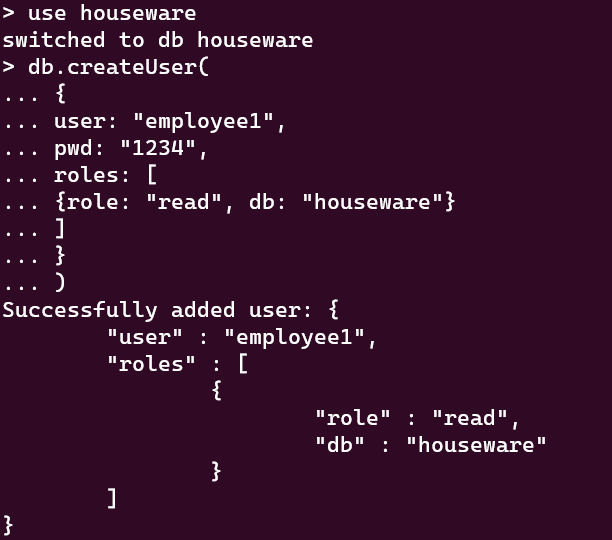 > use houseware
switched to db houseware
> db.createUser(
... {
... user: "employee1",
... pwd: "1234",
... roles: [
... {role: "read", db: "houseware"}
... ]
... }
... )
Successfully added user: {
        "user" : "employee1",
        "roles" : [
                {
                        "role" : "read",
                        "db" : "houseware"
                }
        ]
}